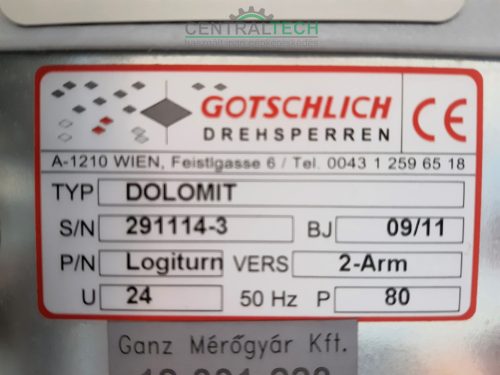 CENTRALTECH
GOTSCHLICH
DREHSPERREN
CE
A-1210 WIEN, Feistlgasse 6 / Tel. 0043 1 259 65 18
TYP DOLOMIT
S/N 291114-3 BJ 09/11
P/N Logiturn VERS 2-Arm
U 24 50 Hz P 80
Ganz Mérőgyár Kft.